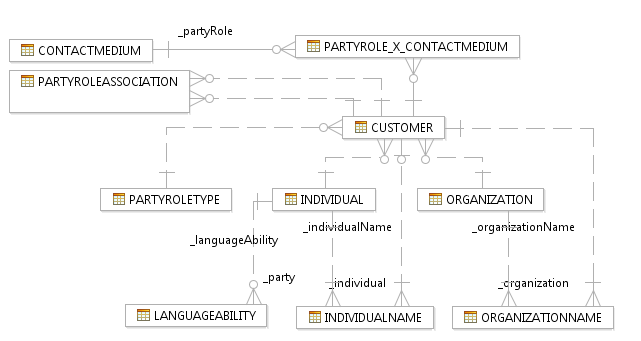 _partyRole
CONTACTMEDIUM
PARTYROLE_X_CONTACTMEDIUM
PARTYROLEASSOCIATION
CUSTOMER
PARTYROLETYPE
INDIVIDUAL
ORGANIZATION
_languageAbility
_individualName
_organizationName
_party
_individual
_organization
LANGUAGEABILITY
INDIVIDUALNAME
ORGANIZATIONNAME